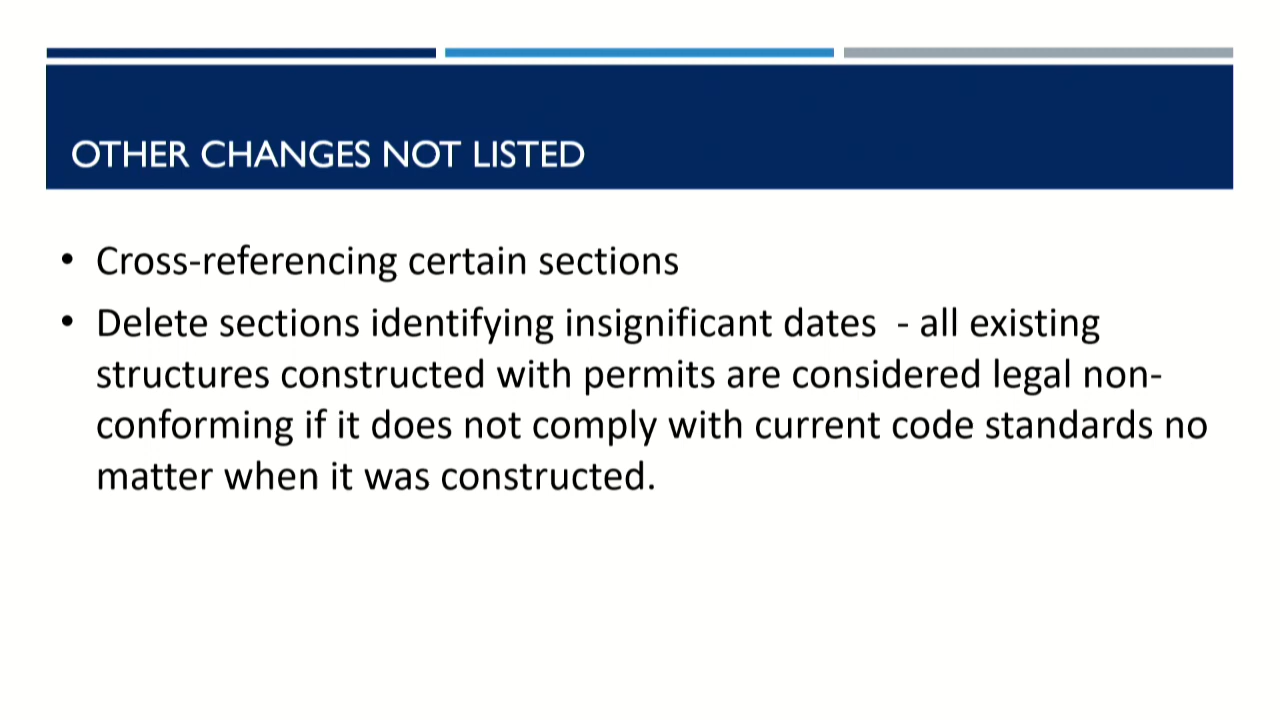 OTHER CHANGES NOT LISTED
• Cross-referencing certain sections
• Delete sections identifying insignificant dates  - all existing
structures constructed with permits are considered legal non-
conforming if it does not comply with current code standards no
matter when it was constructed.